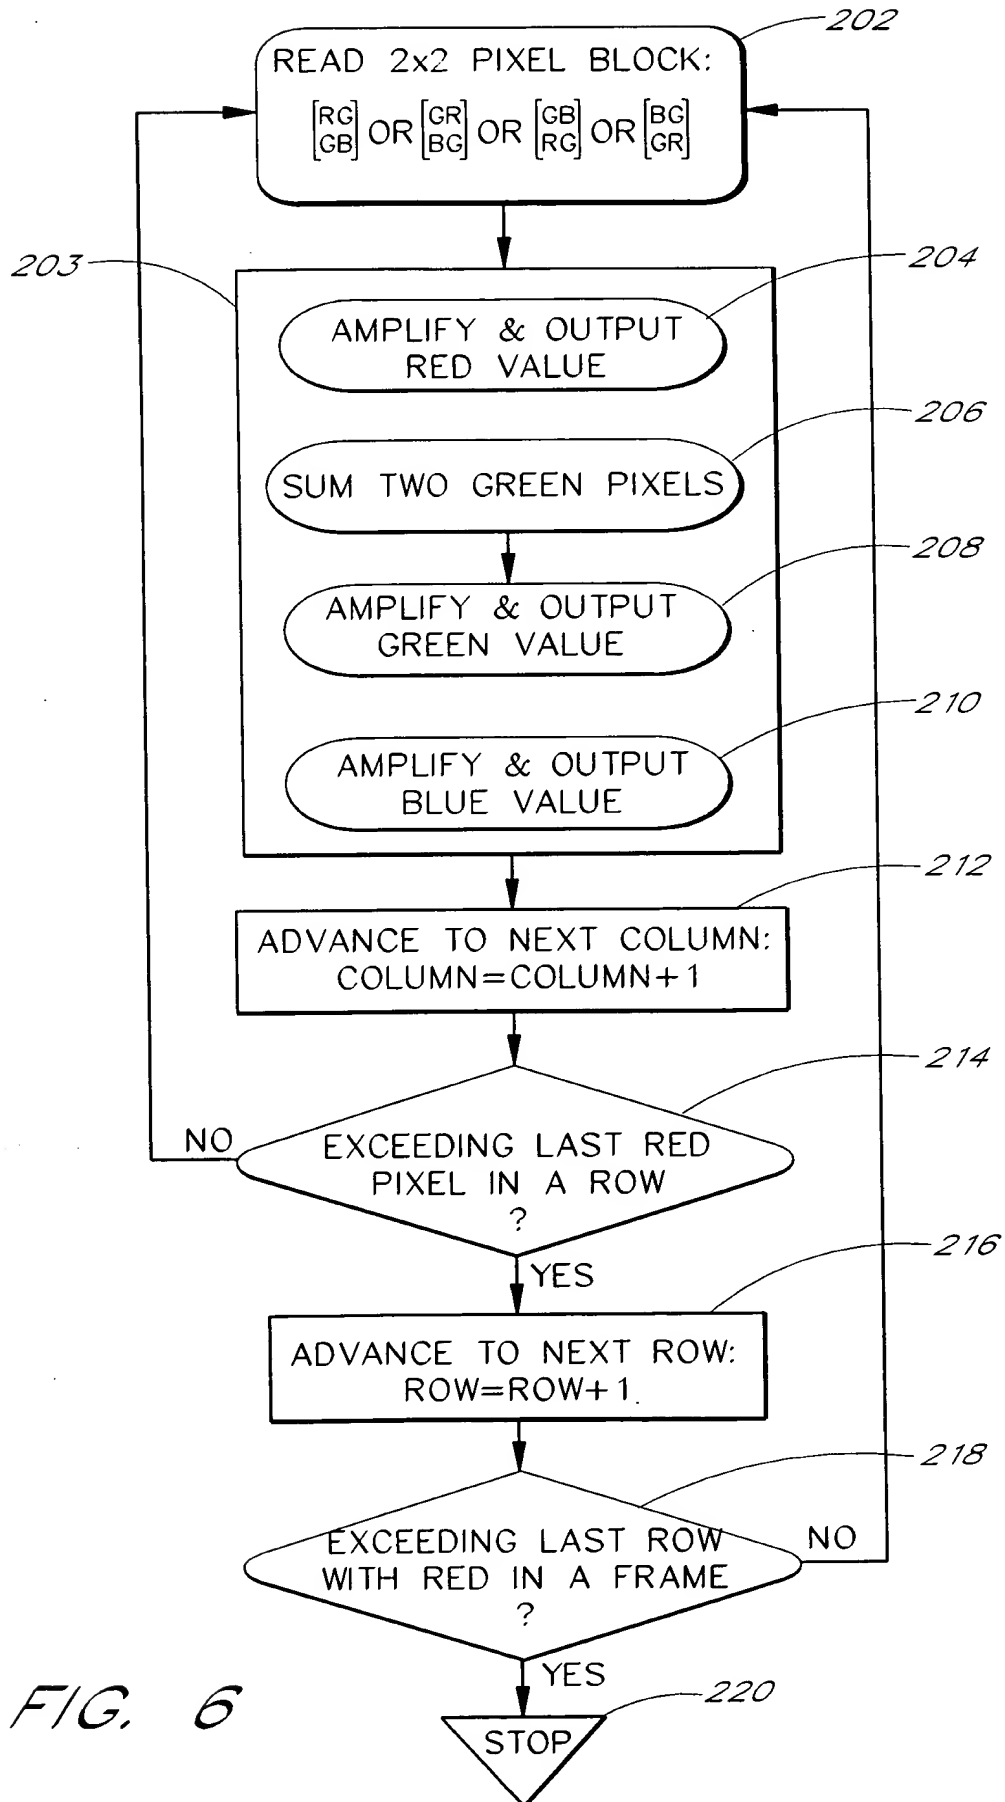 202
READ 2x2 PIXEL BLOCK:
[RG GB] OR [GR BG] OR [GB RG] OR [BG GR]
203
204
AMPLIFY & OUTPUT
RED VALUE
206
SUM TWO GREEN PIXELS
208
AMPLIFY & OUTPUT
GREEN VALUE
210
AMPLIFY & OUTPUT
BLUE VALUE
212
ADVANCE TO NEXT COLUMN:
COLUMN=COLUMN+1
214
NO
EXCEEDING LAST RED
PIXEL IN A ROW
?
YES
216
ADVANCE TO NEXT ROW:
ROW=ROW+1
218
EXCEEDING LAST ROW
WITH RED IN A FRAME
?
NO
YES
220
STOP
FIG. 6